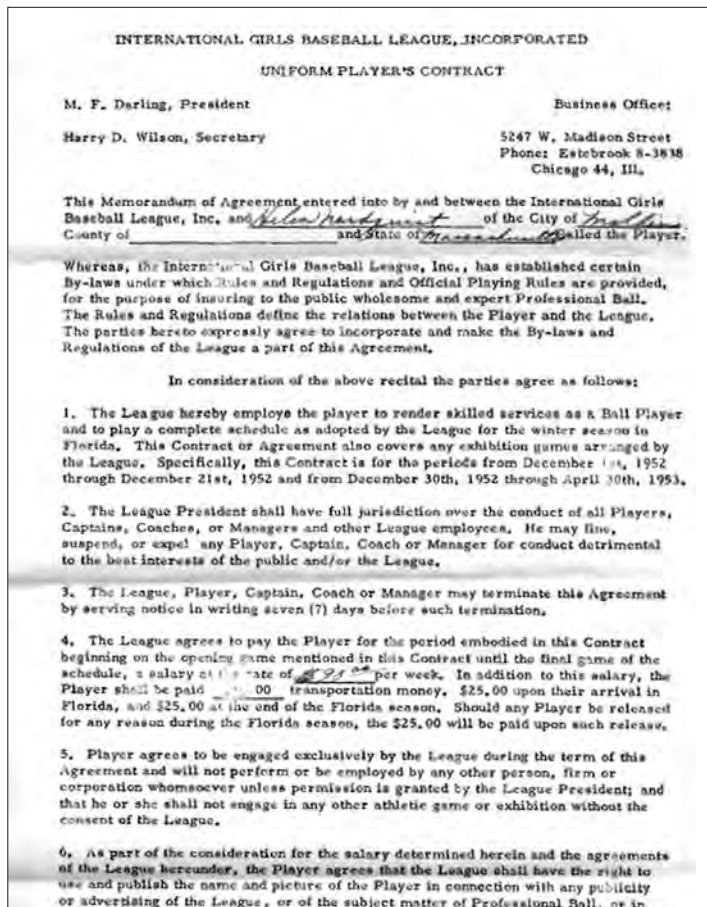 INTERNATIONAL GIRLS BASEBALL LEAGUE, INCORPORATED
UNIFORM PLAYER'S CONTRACT
M. F. Darling, President
Business Office:
Harry D. Wilson, Secretary
5247 W. Madison Street
Phone: Estebrook 8-3838
Chicago 44, Ill.
This Memorandum of Agreement entered into by and between the International Girls
Baseball League, Inc. and Helen Nordquist of the City of
County of and State of Massachusetts Called the Player.
Whereas, the International Girls Baseball League, Inc., has established certain
By-laws under which Rules and Regulations and Official Playing Rules are provided,
for the purpose of insuring to the public wholesome and expert Professional Ball.
The Rules and Regulations define the relations between the Player and the League.
The parties hereto expressly agree to incorporate and make the By-laws and
Regulations of the League a part of this Agreement.
In consideration of the above recital the parties agree as follows:
1. The League hereby employs the player to render skilled services as a Ball Player
and to play a complete schedule as adopted by the League for the winter season in
Florida. This Contract or Agreement also covers any exhibition games arranged by
the League. Specifically, this Contract is for the periods from December 1st, 1952
through December 21st, 1952 and from December 30th, 1952 through April 30th, 1953.
2. The League President shall have full jurisdiction over the conduct of all Players,
Captains, Coaches, or Managers and other League employees. He may fine,
suspend, or expel any Player, Captain, Coach or Manager for conduct detrimental
to the best interests of the public and/or the League.
3. The League, Player, Captain, Coach or Manager may terminate this Agreement
by serving notice in writing seven (7) days before such termination.
4. The League agrees to pay the Player for the period embodied in this Contract
beginning on the opening game mentioned in this Contract until the final game of the
schedule, a salary at the rate of per week. In addition to this salary, the
Player shall be paid 00 transportation money. $25.00 upon their arrival in
Florida, and $25.00 at the end of the Florida season. Should any Player be released
for any reason during the Florida season, the $25.00 will be paid upon such release.
5. Player agrees to be engaged exclusively by the League during the term of this
Agreement and will not perform or be employed by any other person, firm or
corporation whomsoever unless permission is granted by the League President; and
that he or she shall not engage in any other athletic game or exhibition without the
consent of the League.
6. As part of the consideration for the salary determined herein and the agreements
of the League hereunder, the Player agrees that the League shall have the right to
use and publish the name and picture of the Player in connection with any publicity
or advertising of the League, or of the subject matter of Professional Ball, or in